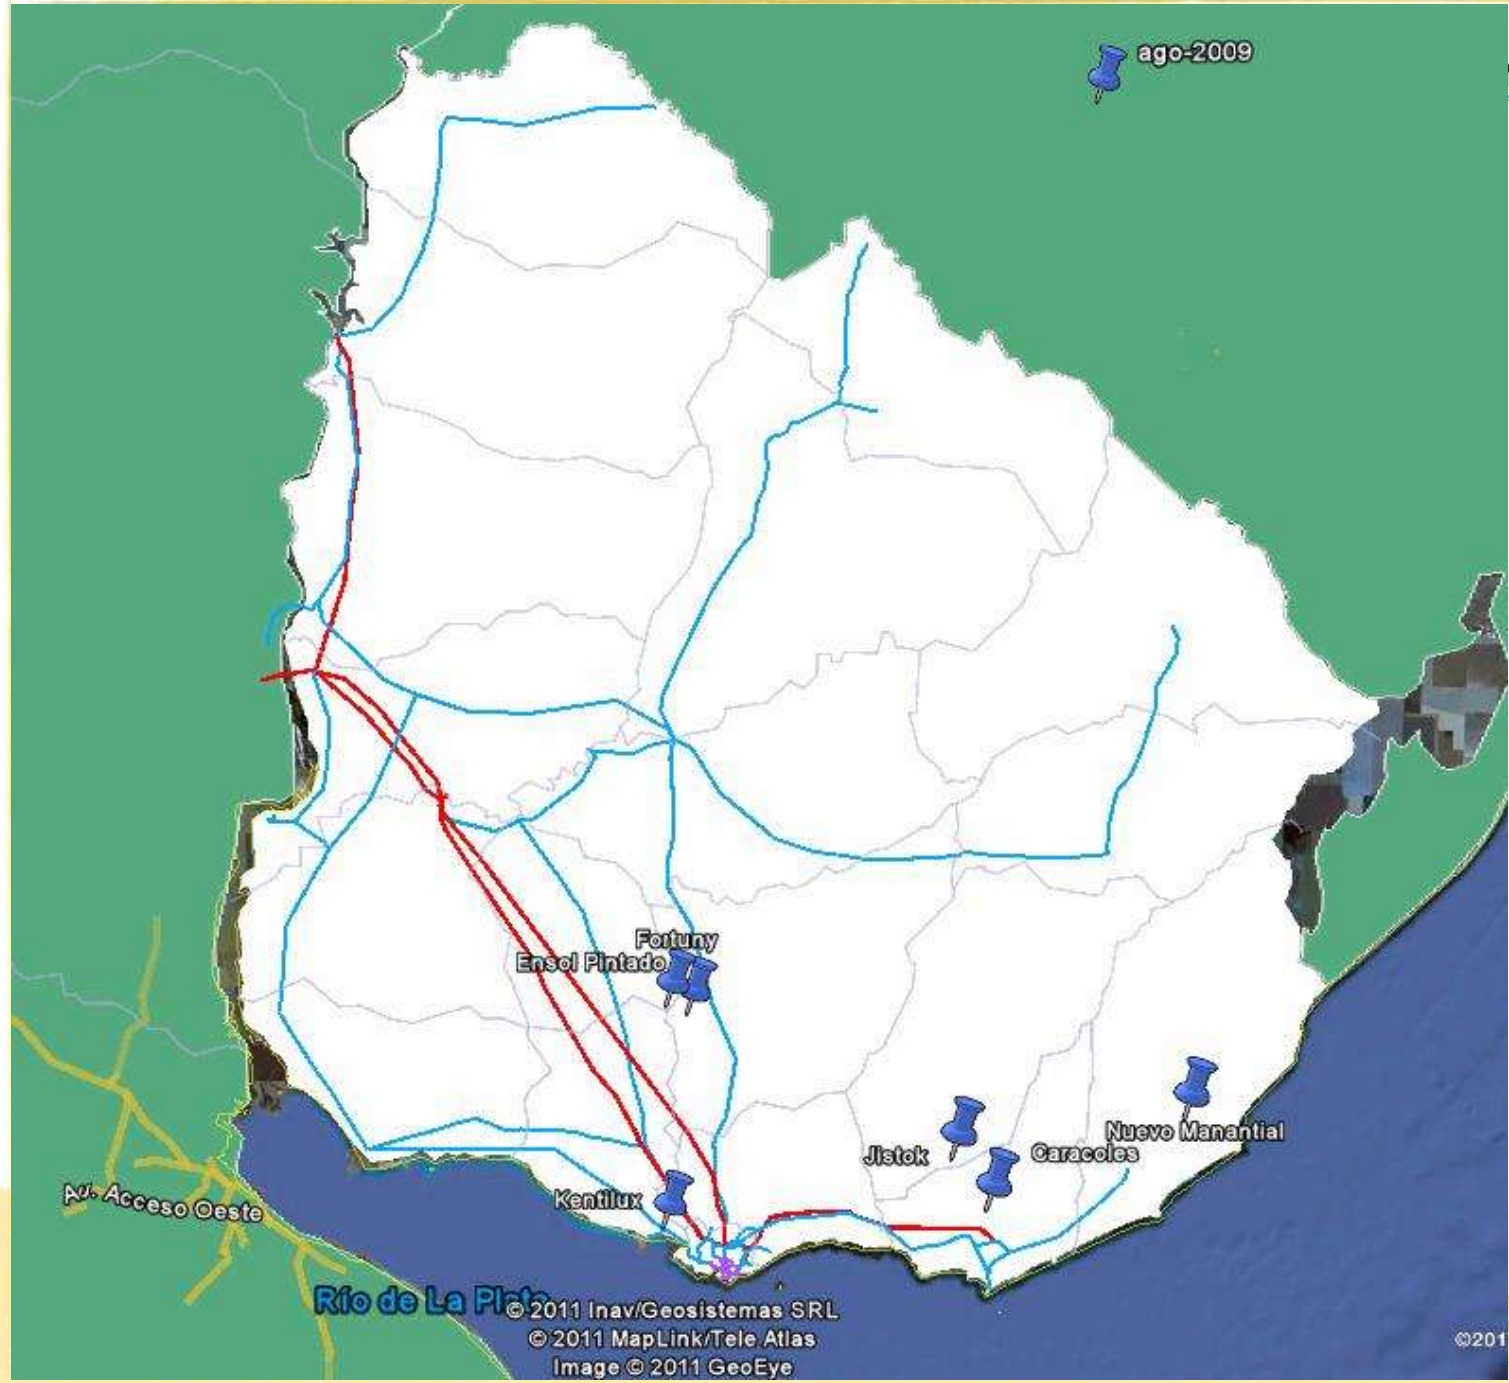 ago-2009
Fortuny
Ensol Pintado
Nuevo Manantial
Jistok
Caracoles
Kentilux
Av. Acceso Oeste
Río de La Plata
© 2011 Inav/Geosistemas SRL
© 2011 MapLink/Tele Atlas
Image © 2011 GeoEye
©201